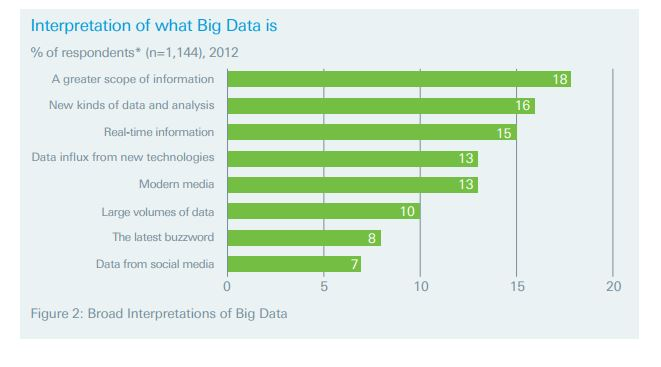 Interpretation of what Big Data is
% of respondents* (n=1,144), 2012
A greater scope of information 18
New kinds of data and analysis 16
Real-time information 15
Data influx from new technologies 13
Modern media 13
Large volumes of data 10
The latest buzzword 8
Data from social media 7
0 5 10 15 20
Figure 2: Broad Interpretations of Big Data